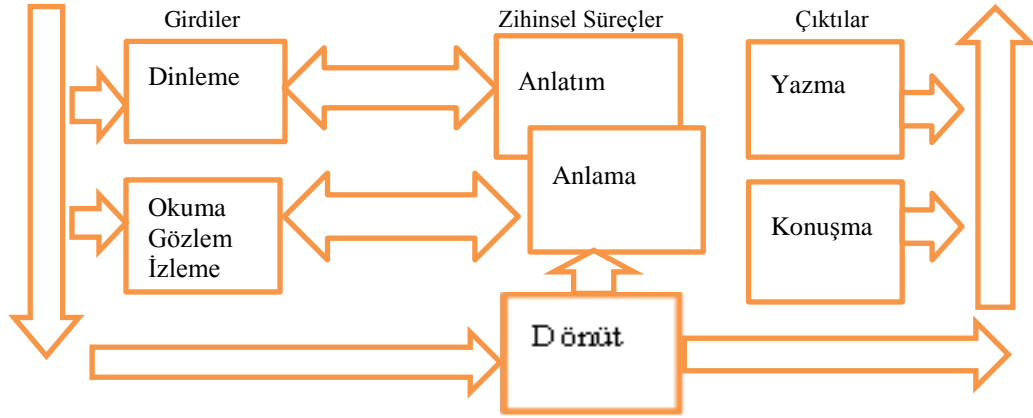 Girdiler
Zihinsel Süreçler
Çıktılar
Dinleme
Anlatım
Yazma
Anlama
Okuma
Gözlem
İzleme
Konuşma
Dönüt